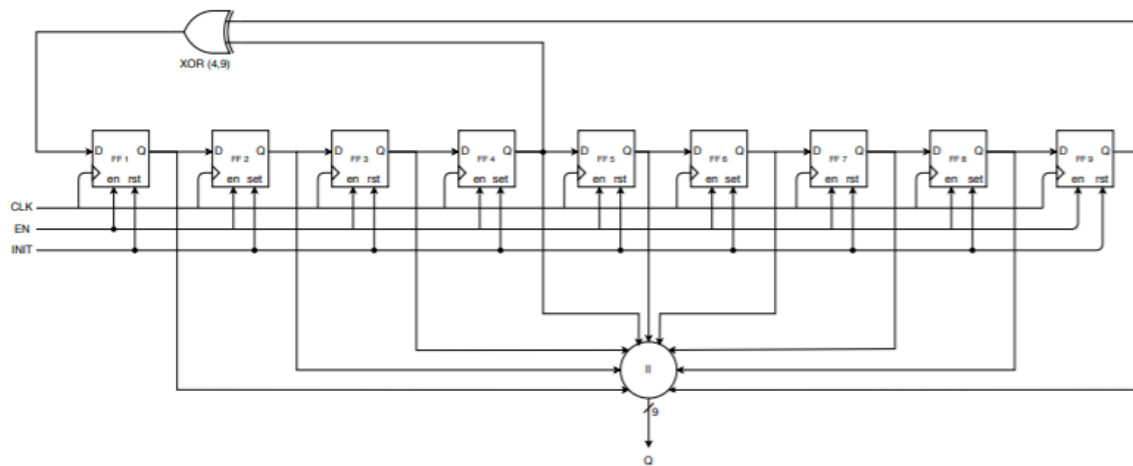 XOR (4,9)
D Q D Q D Q D Q D Q D Q D Q D Q D Q
FF 1 FF 2 FF 3 FF 4 FF 5 FF 6 FF 7 FF 8 FF 9
en rst en set en rst en set en rst en set en rst en set en rst
CLK
EN
INIT
||
9
Q